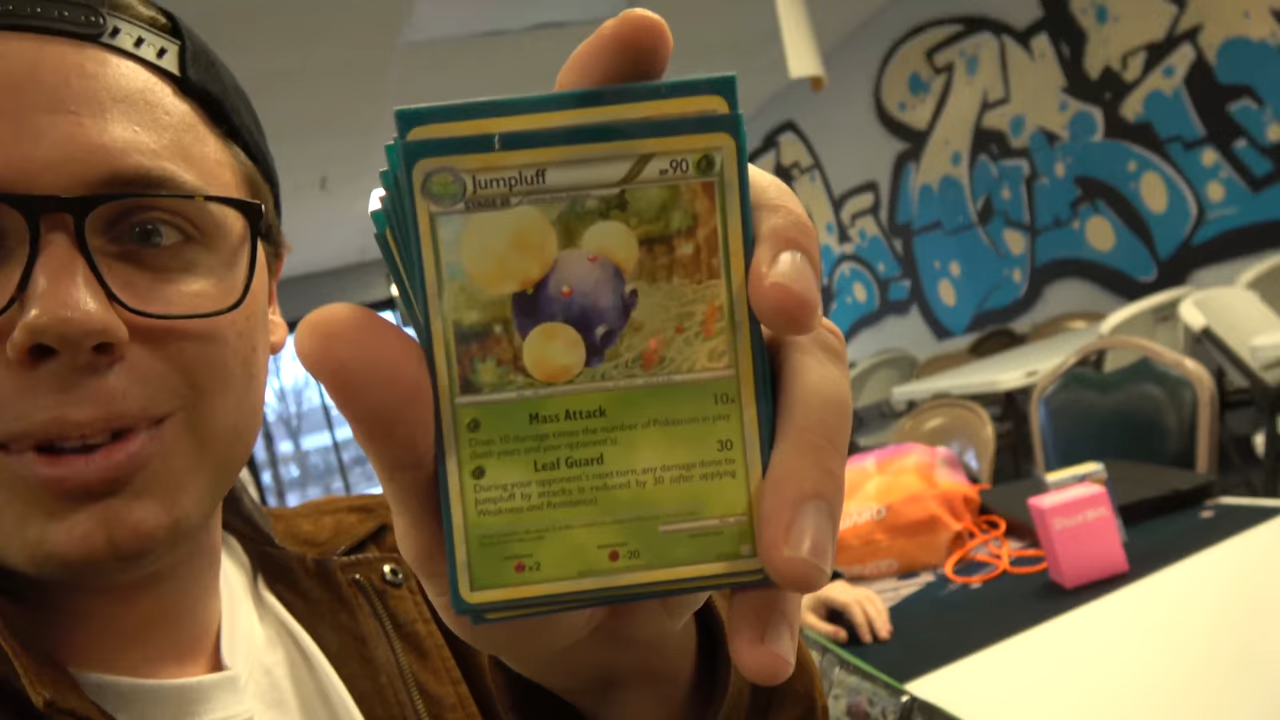 Jumpluff
HP 90
STAGE 2
Mass Attack 10x
Does 10 damage times the number of Pokémon in play
(both yours and your opponent's).
Leaf Guard 30
During your opponent's next turn, any damage done to
Jumpluff by attacks is reduced by 30 (after applying
Weakness and Resistance).
x2
-20